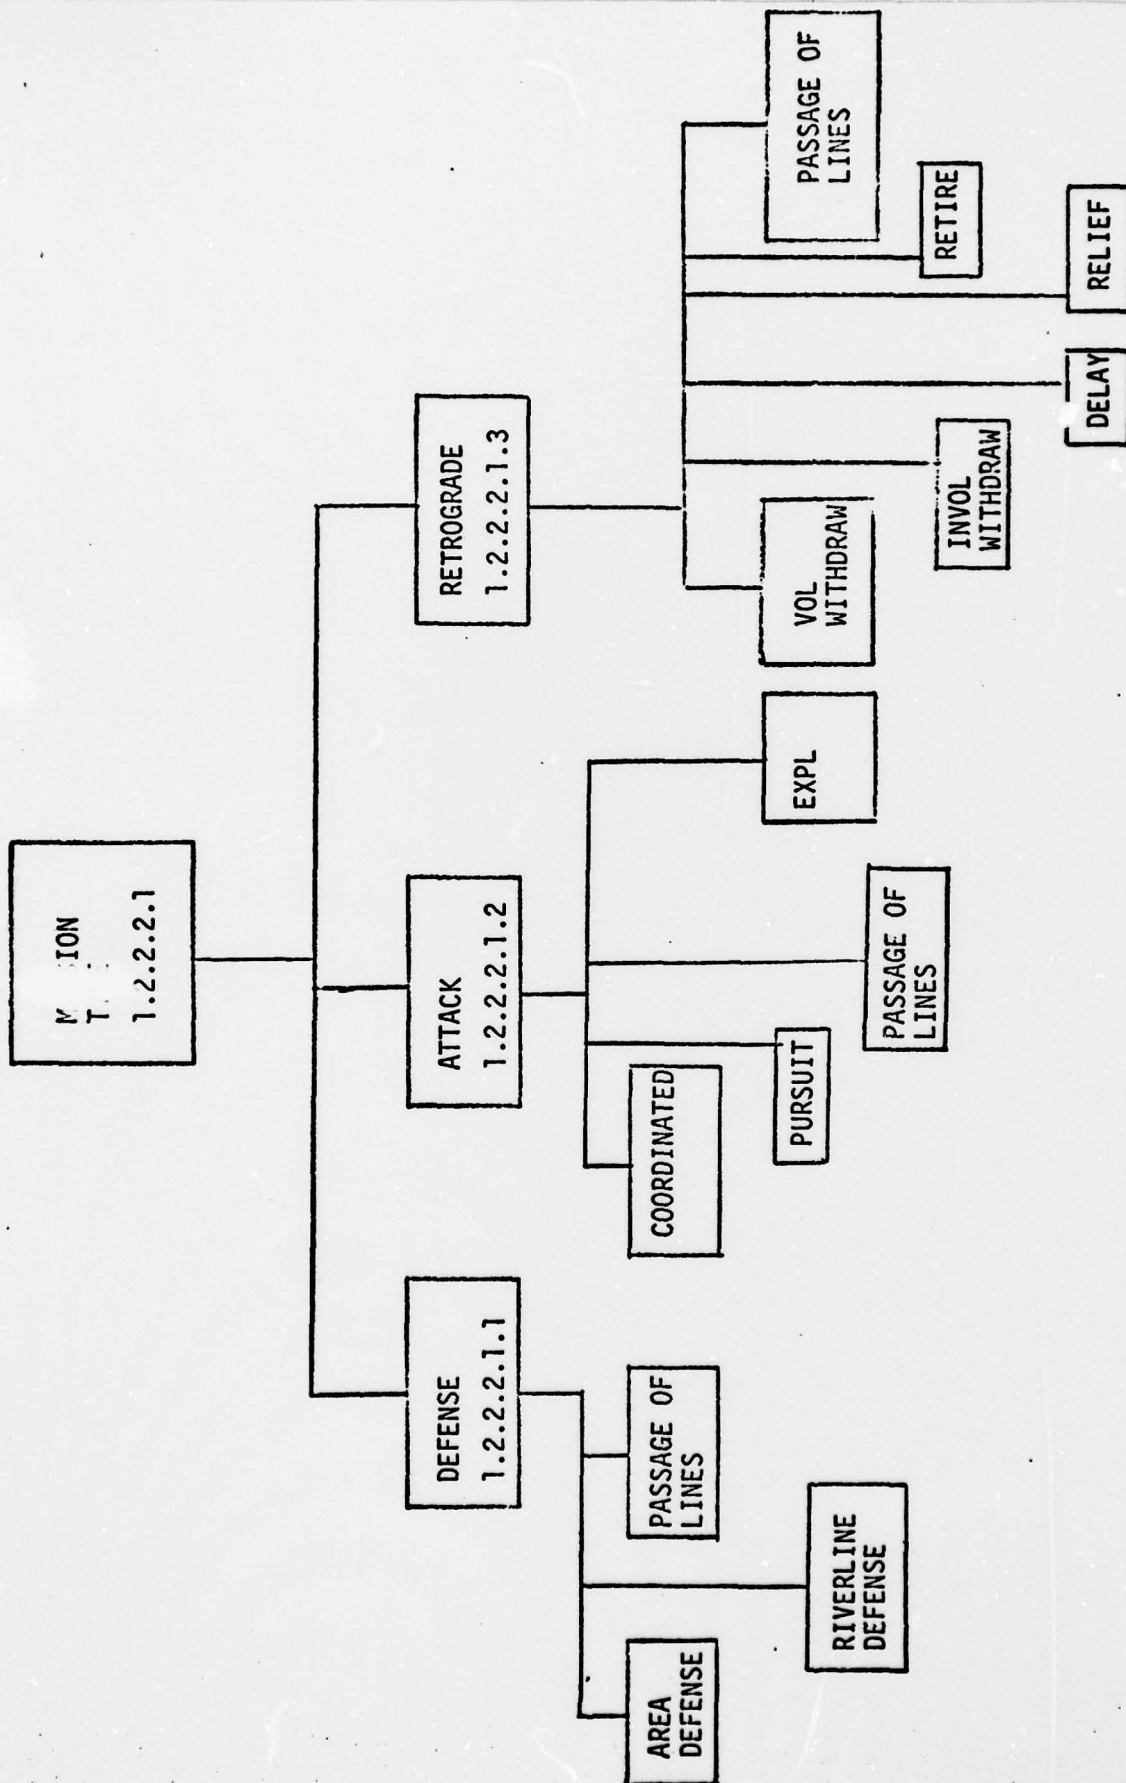 1.2.2.2.1
DEFENSE
1.2.2.2.1.1
ATTACK
1.2.2.2.1.2
RETROGRADE
1.2.2.2.1.3
AREA
DEFENSE
RIVERLINE
DEFENSE
PASSAGE OF
LINES
COORDINATED
PURSUIT
PASSAGE OF
LINES
EXPL
VOL
WITHDRAW
INVOL
WITHDRAW
DELAY
RELIEF
RETIRE
PASSAGE OF
LINES